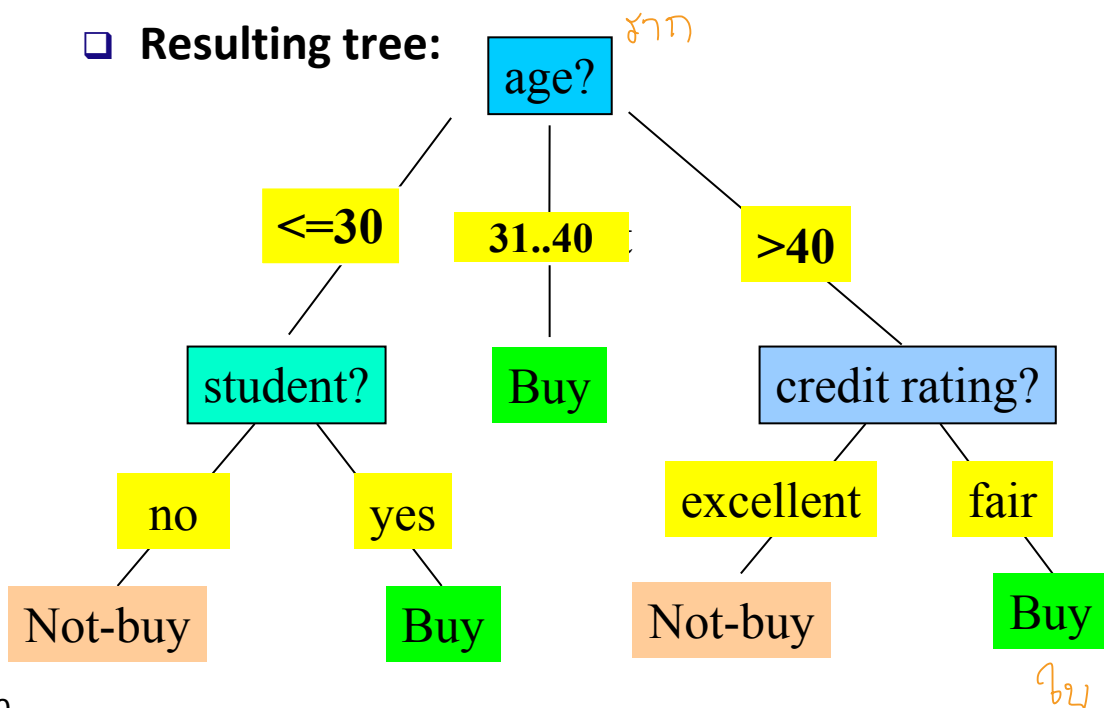 ❑ Resulting tree:
ราก
age?
<=30
31..40
>40
student?
Buy
credit rating?
no
yes
excellent
fair
Not-buy
Buy
Not-buy
Buy
ใบ